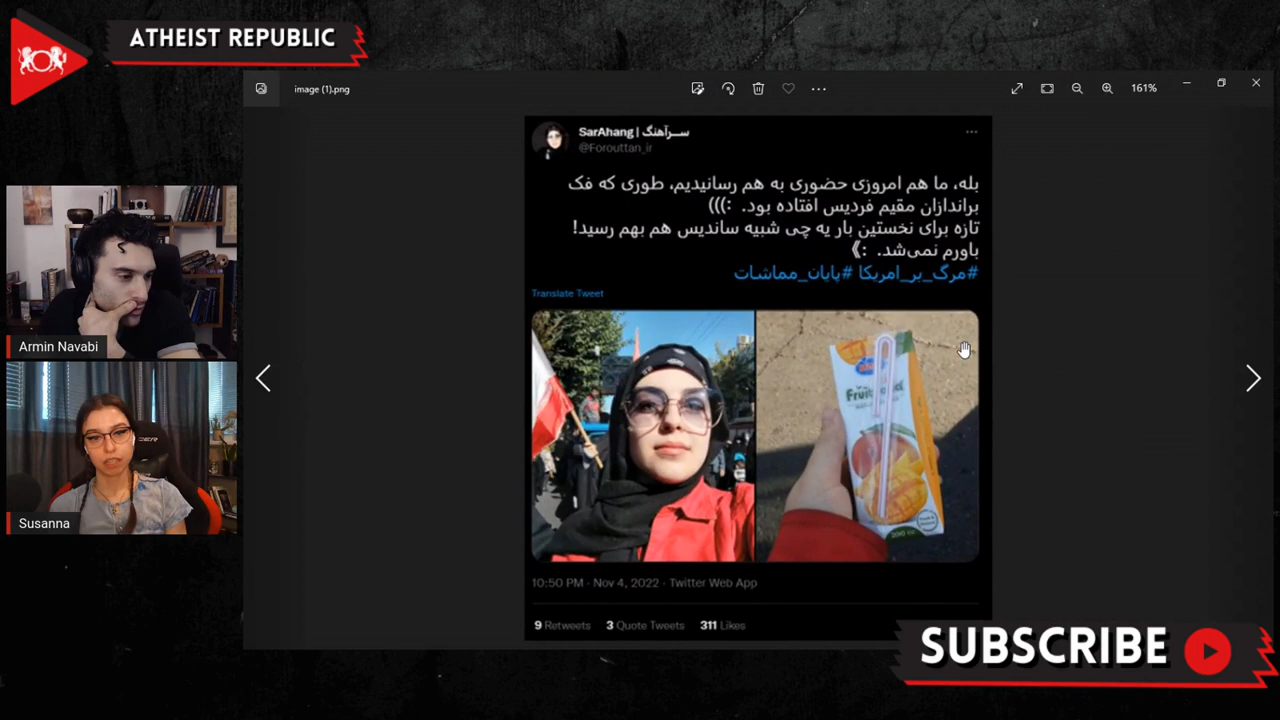 ATHEIST REPUBLIC
image (1).png
161%
SarAhang | ســرآهنگ
@Forouttan_ir
بله، ما هم امروزی حضوری به هم رسانیدیم، طوری که فک
براندازان مقیم فردیس افتاده بود. :)))
تازه برای نخستین بار یه چی شبیه ساندیس هم بهم رسید!
باورم نمی‌شد. :》
#مرگ_بر_امریکا #پایان_مماشات
Translate Tweet
Armin Navabi
Susanna
10:50 PM · Nov 4, 2022 · Twitter Web App
9 Retweets 3 Quote Tweets 311 Likes
SUBSCRIBE